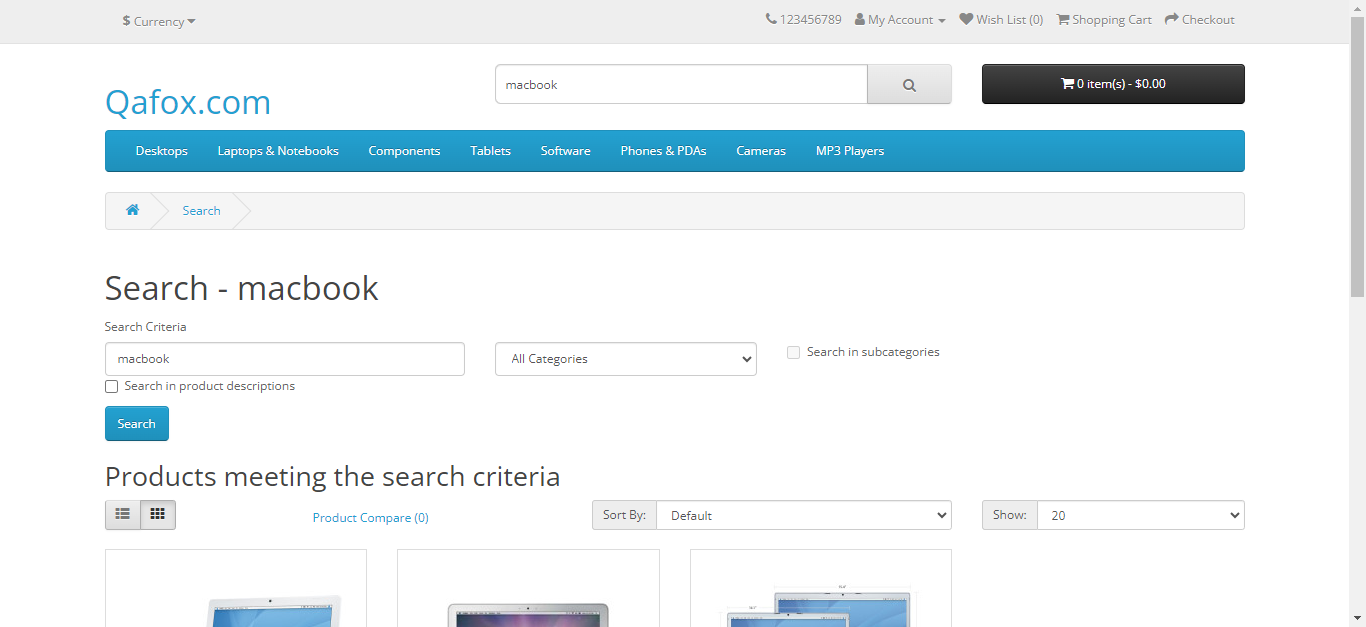 $ Currency
123456789 My Account Wish List (0) Shopping Cart Checkout
Qafox.com
macbook
0 item(s) - $0.00
Desktops Laptops & Notebooks Components Tablets Software Phones & PDAs Cameras MP3 Players
Search
Search - macbook
Search Criteria
macbook
All Categories
Search in subcategories
Search in product descriptions
Search
Products meeting the search criteria
Product Compare (0)
Sort By: Default
Show: 20